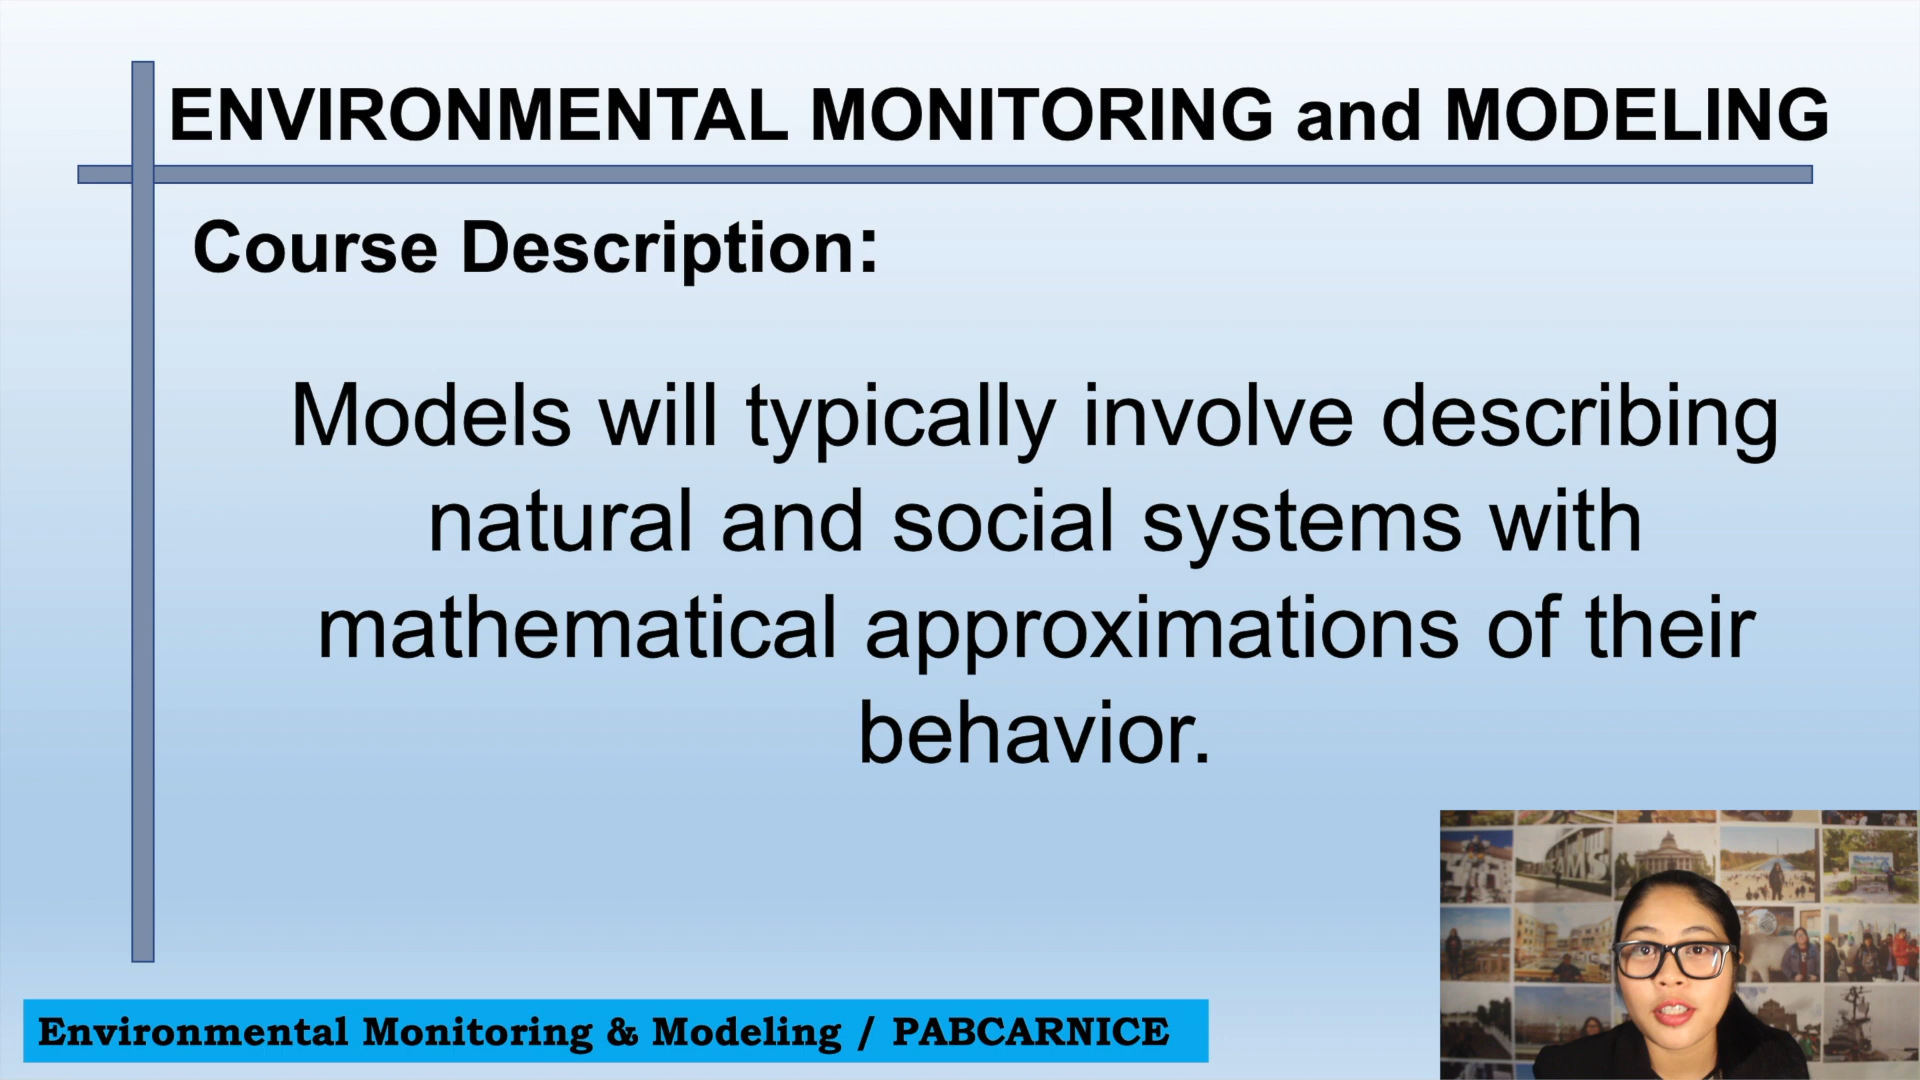 ENVIRONMENTAL MONITORING and MODELING
Course Description:
Models will typically involve describing
natural and social systems with
mathematical approximations of their
behavior.
Environmental Monitoring & Modeling / PABCARNICE